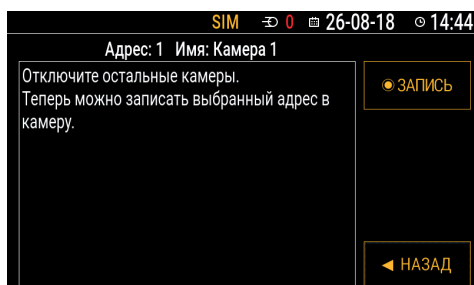 SIM 0 26-08-18 14:44
Адрес: 1 Имя: Камера 1
Отключите остальные камеры.
Теперь можно записать выбранный адрес в
камеру.
ЗАПИСЬ
НАЗАД